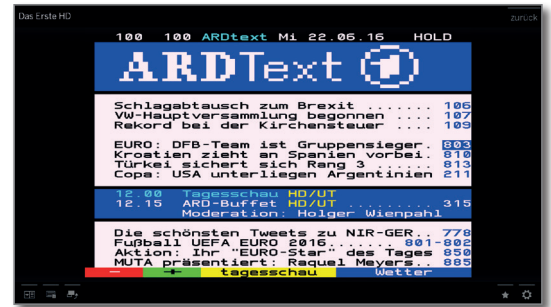 Das Erste HD
zurück
100 100 ARDtext Mi 22.06.16 HOLD
ARDText 1
Schlagabtausch zum Brexit ....... 106
VW-Hauptversammlung begonnen .... 107
Rekord bei der Kirchensteuer .... 109
EURO: DFB-Team ist Gruppensieger. 803
Kroatien zieht an Spanien vorbei. 810
Türkei sichert sich Rang 3 ...... 813
Copa: USA unterliegen Argentinien 211
12.00 Tagesschau HD/UT
12.15 ARD-Buffet HD/UT ............ 315
Moderation: Holger Wienpahl
Die schönsten Tweets zu NIR-GER.. 778
Fußball UEFA EURO 2016....... 801-802
Aktion: Ihr "EURO-Star" des Tages 850
MUTA präsentiert: Raquel Meyers.. 885
- + tagesschau Wetter